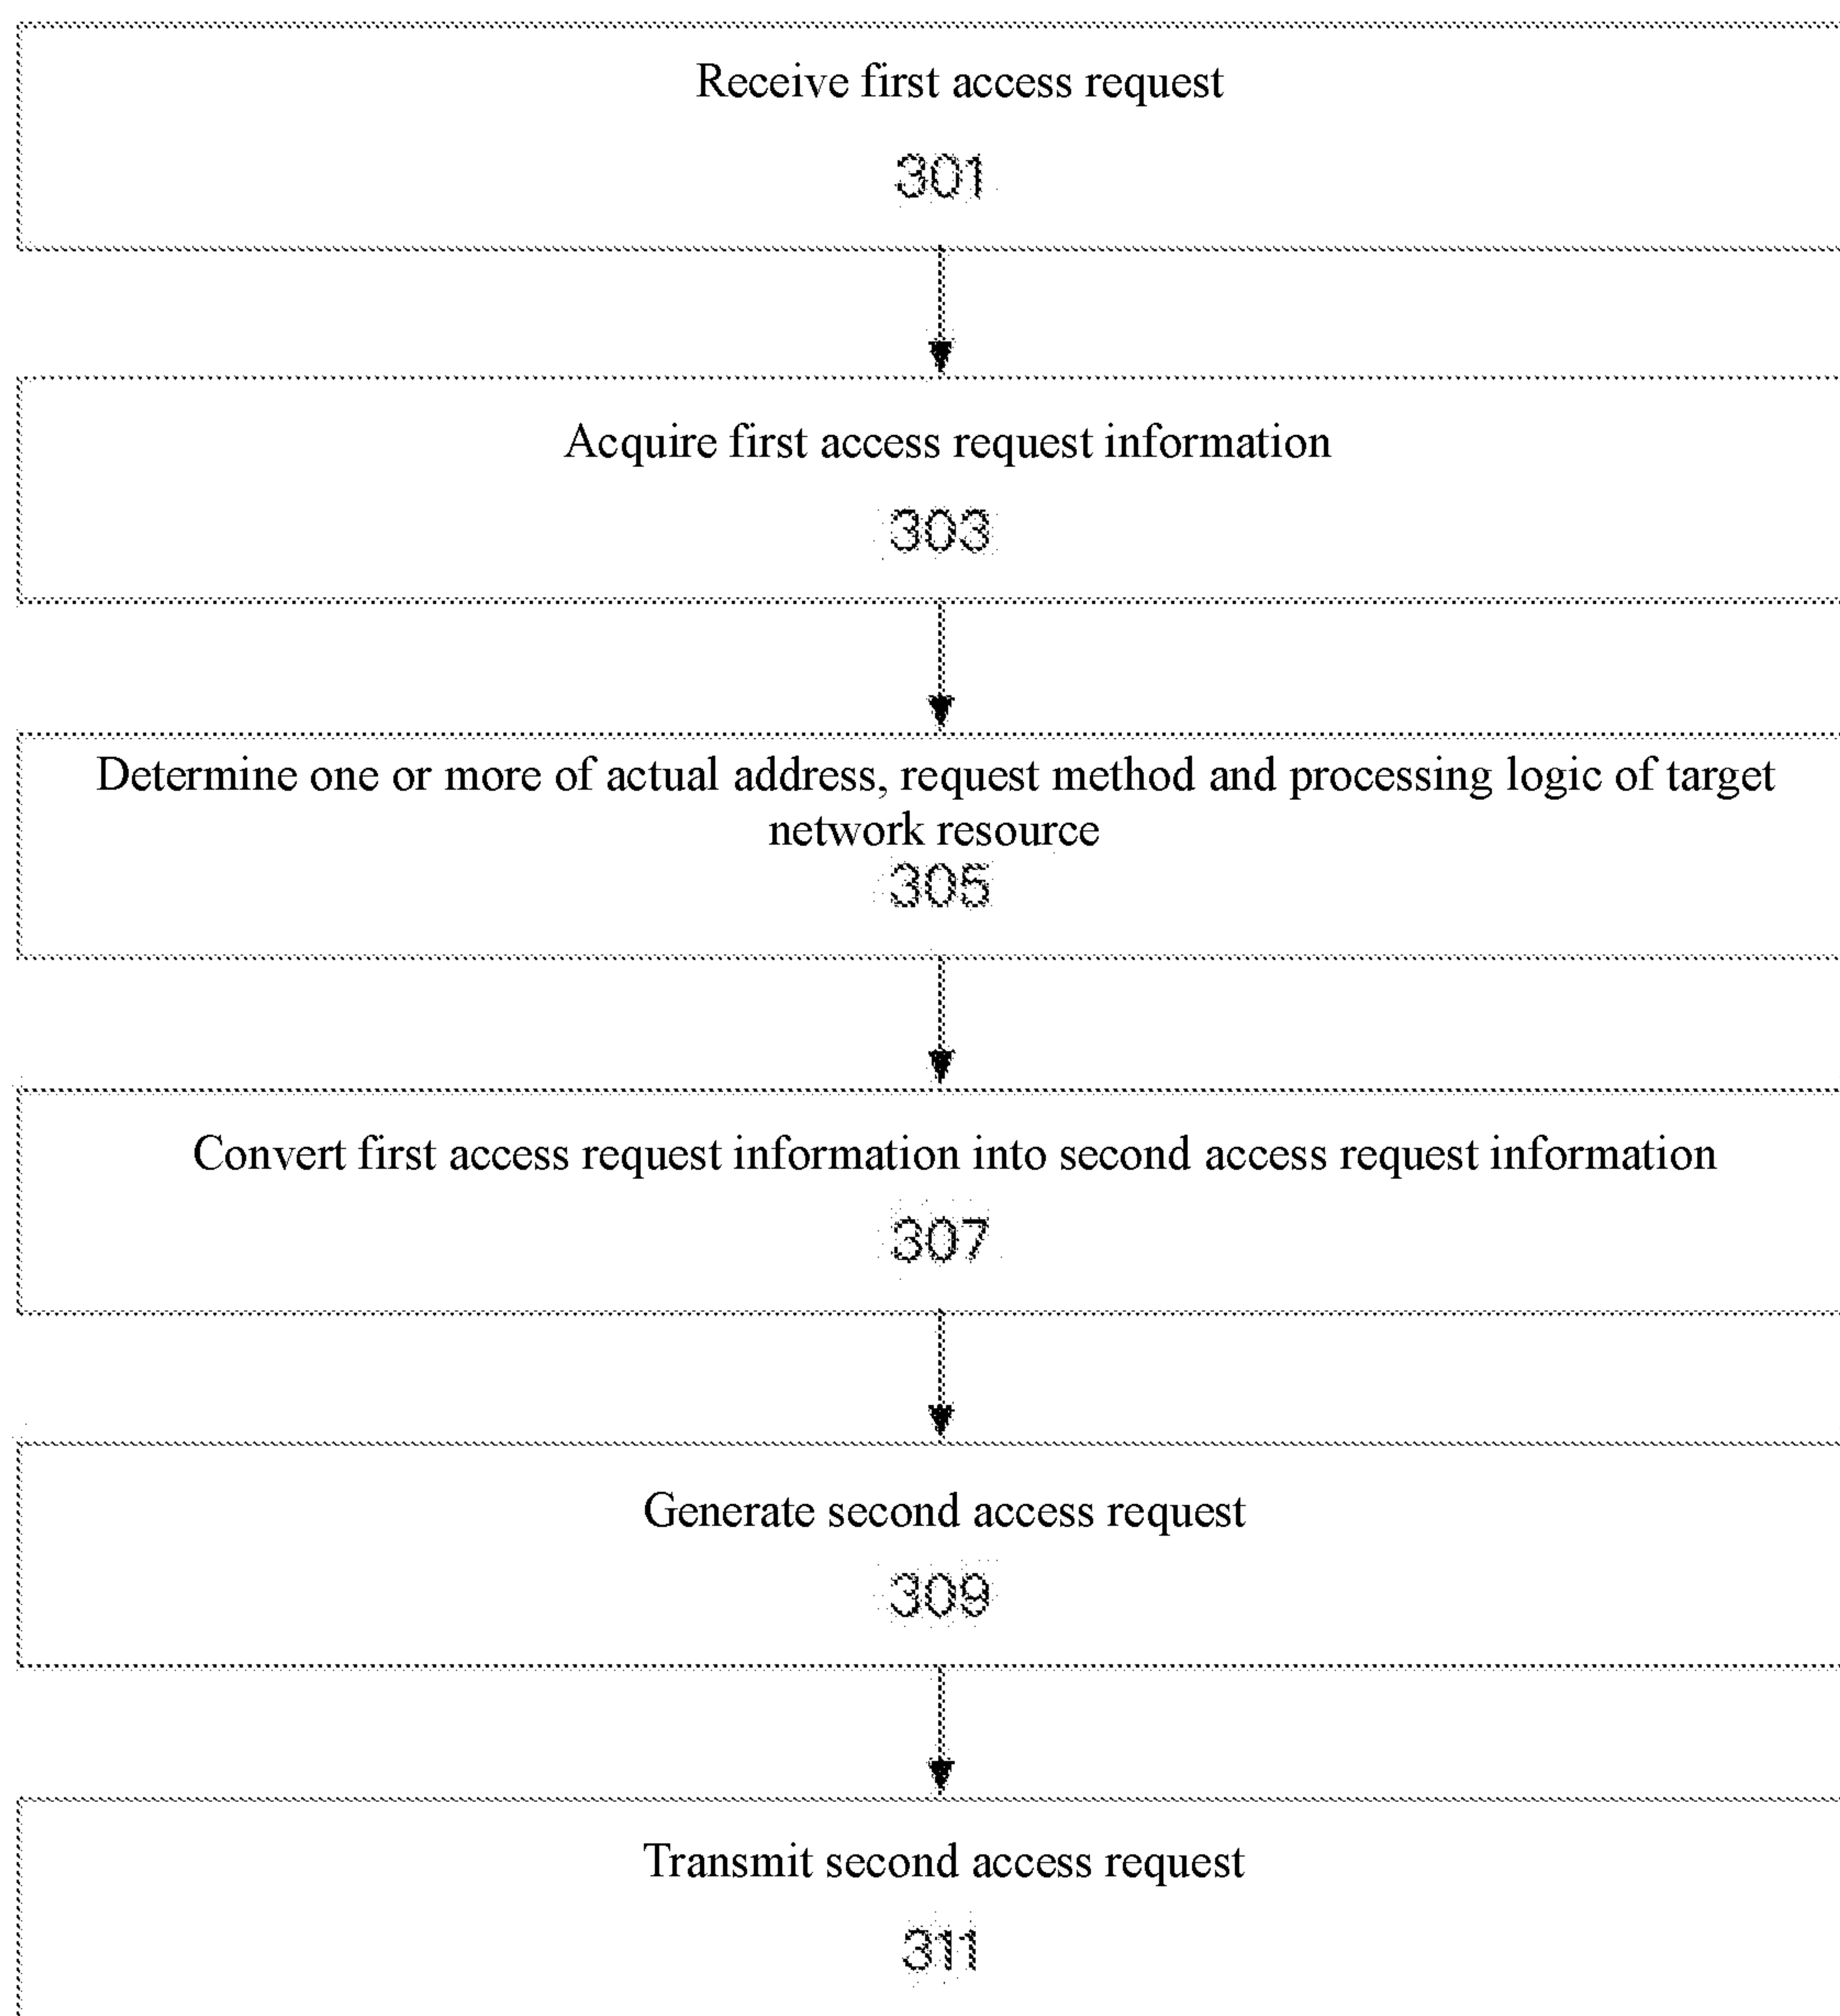 Receive first access request
301
Acquire first access request information
303
Determine one or more of actual address, request method and processing logic of target
network resource
305
Convert first access request information into second access request information
307
Generate second access request
309
Transmit second access request
311